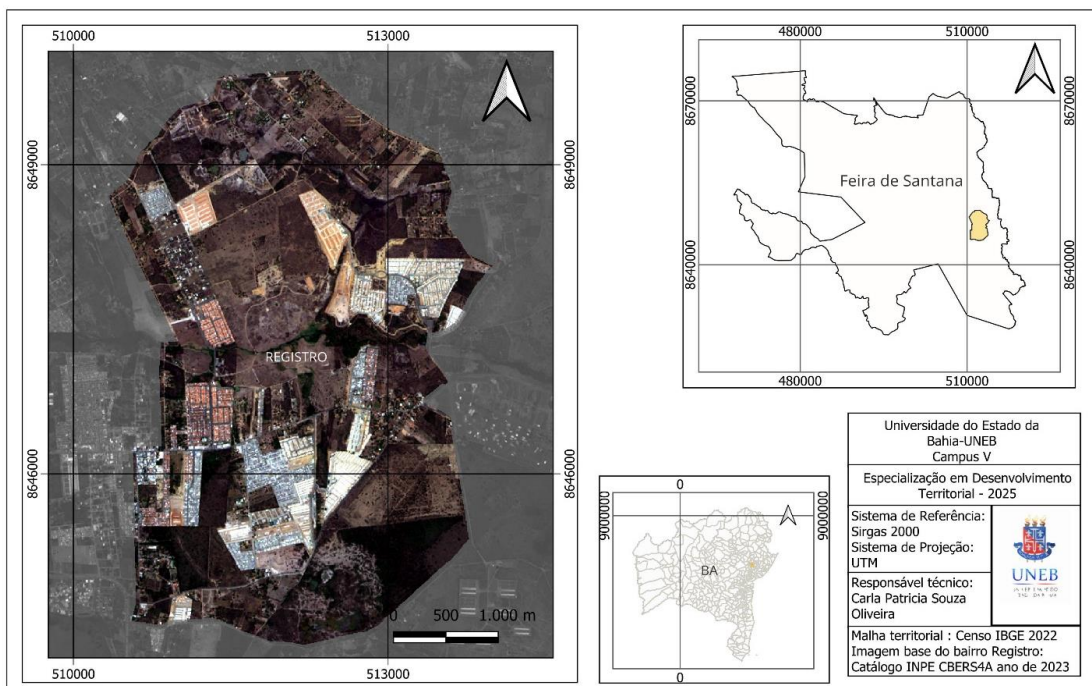 510000
513000
8649000
8649000
REGISTRO
8646000
8646000
0 500 1.000 m
510000
513000
480000
510000
8670000
8670000
Feira de Santana
8640000
8640000
480000
510000
0
9000000
9000000
BA
0
Universidade do Estado da
Bahia-UNEB
Campus V
Especialização em Desenvolvimento
Territorial - 2025
Sistema de Referência:
Sirgas 2000
Sistema de Projeção:
UTM
Responsável técnico:
Carla Patricia Souza
Oliveira
UNEB
Malha territorial : Censo IBGE 2022
Imagem base do bairro Registro:
Catálogo INPE CBERS4A ano de 2023